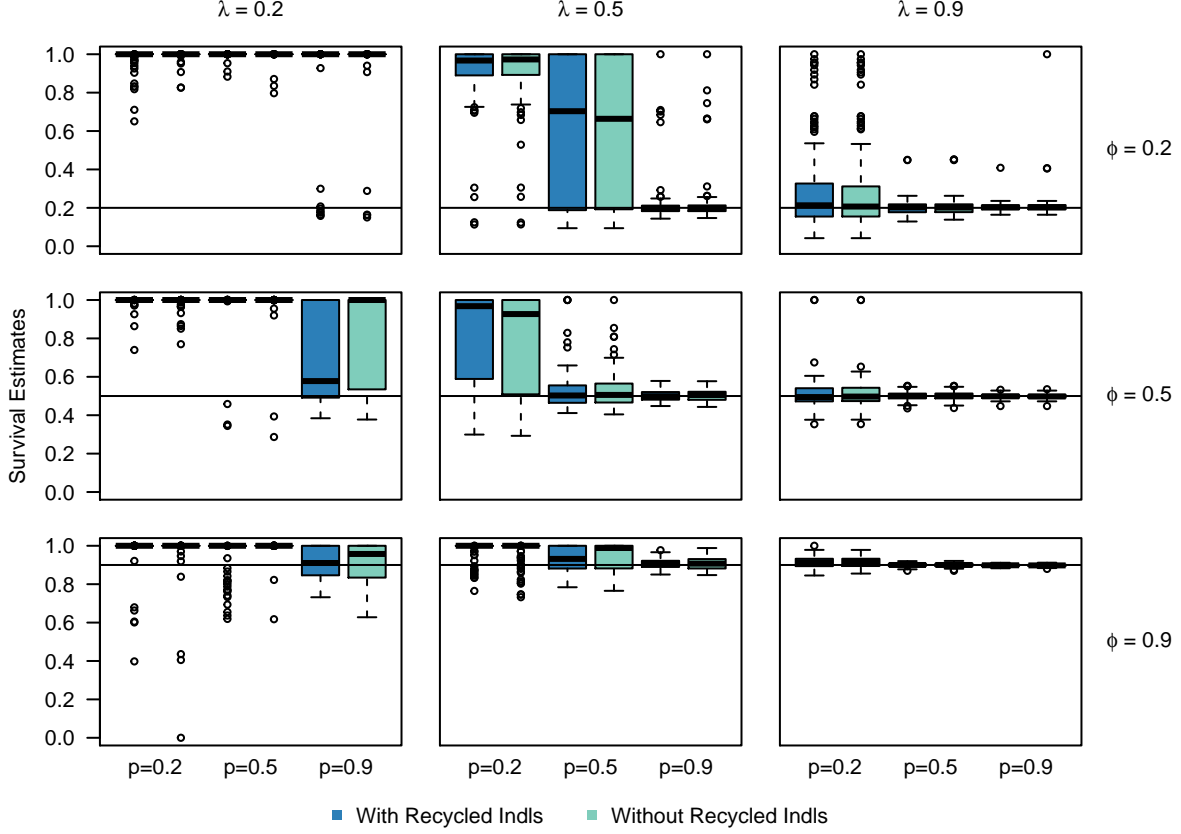 λ = 0.2 λ = 0.5 λ = 0.9
1.0
0.8
0.6
0.4
0.2
0.0
ϕ = 0.2
Survival Estimates
1.0
0.8
0.6
0.4
0.2
0.0
ϕ = 0.5
1.0
0.8
0.6
0.4
0.2
0.0
ϕ = 0.9
p=0.2 p=0.5 p=0.9 p=0.2 p=0.5 p=0.9 p=0.2 p=0.5 p=0.9
With Recycled Indls Without Recycled Indls